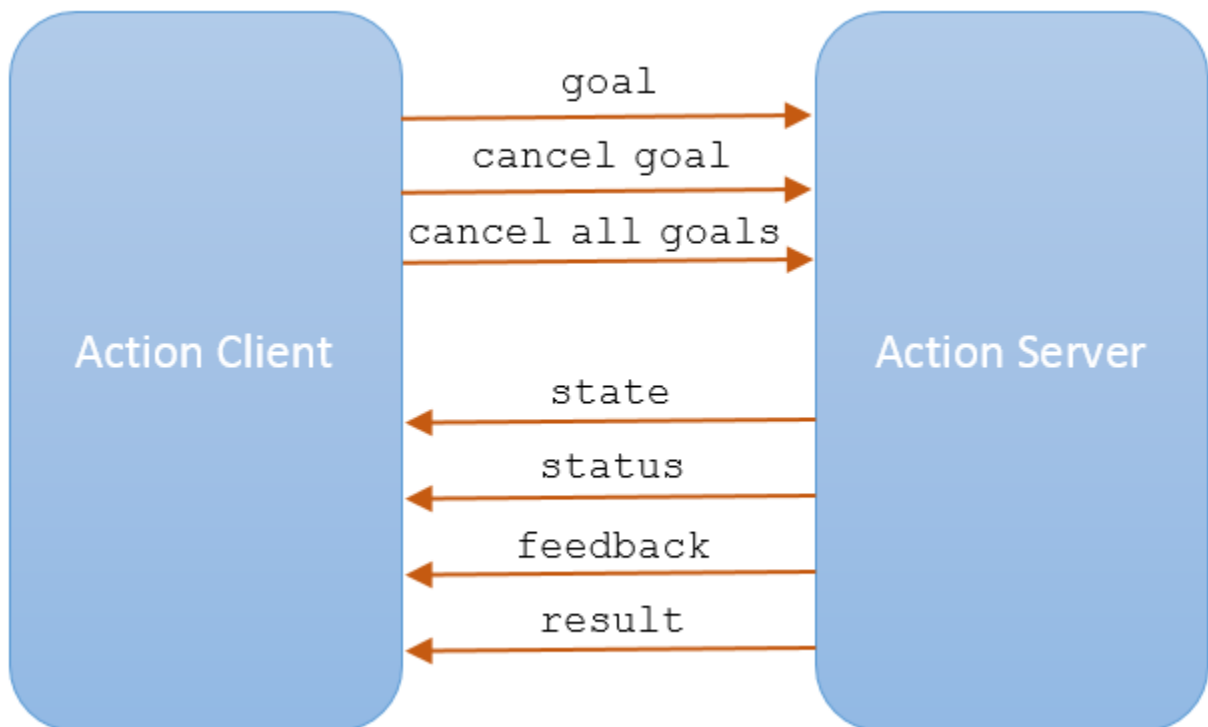 goal
cancel goal
cancel all goals
Action Client
Action Server
state
status
feedback
result